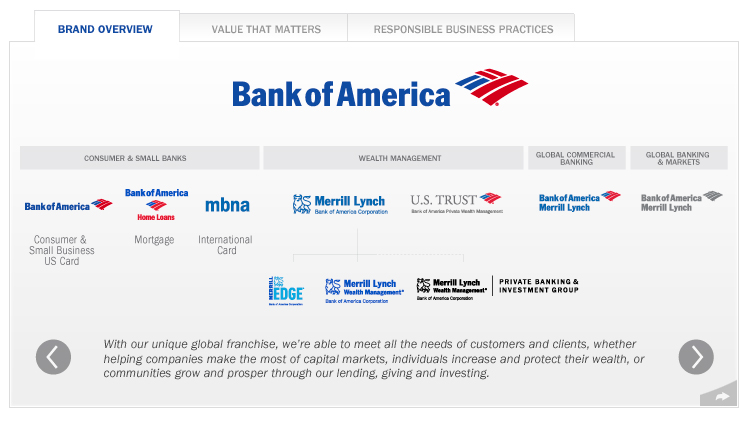 BRAND OVERVIEW
VALUE THAT MATTERS
RESPONSIBLE BUSINESS PRACTICES
Bank of America
CONSUMER & SMALL BANKS
WEALTH MANAGEMENT
GLOBAL COMMERCIAL
BANKING
GLOBAL BANKING
& MARKETS
Bank of America
Bank of America
Home Loans
mbna
Merrill Lynch
Bank of America Corporation
U.S. TRUST
Bank of America Private Wealth Management
Bank of America
Merrill Lynch
Bank of America
Merrill Lynch
Consumer &
Small Business
US Card
Mortgage
International
Card
MERRILL
EDGE
Bank of America Corporation
Merrill Lynch
Wealth Management
Bank of America Corporation
Merrill Lynch
Wealth Management
Bank of America Corporation
PRIVATE BANKING &
INVESTMENT GROUP
With our unique global franchise, we're able to meet all the needs of customers and clients, whether
helping companies make the most of capital markets, individuals increase and protect their wealth, or
communities grow and prosper through our lending, giving and investing.